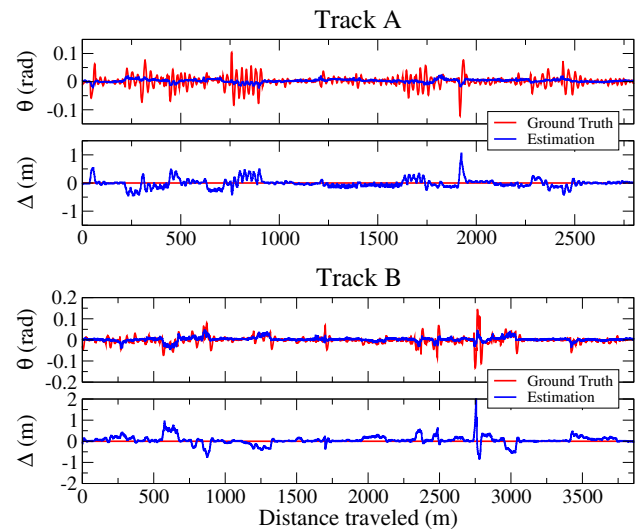 Track A
θ (rad)
0.1
0
-0.1
Ground Truth
Estimation
Δ (m)
1
0
-1
0 500 1000 1500 2000 2500
Track B
θ (rad)
0.2
0.1
0
-0.1
-0.2
Ground Truth
Estimation
Δ (m)
2
1
0
-1
-2
0 500 1000 1500 2000 2500 3000 3500
Distance traveled (m)